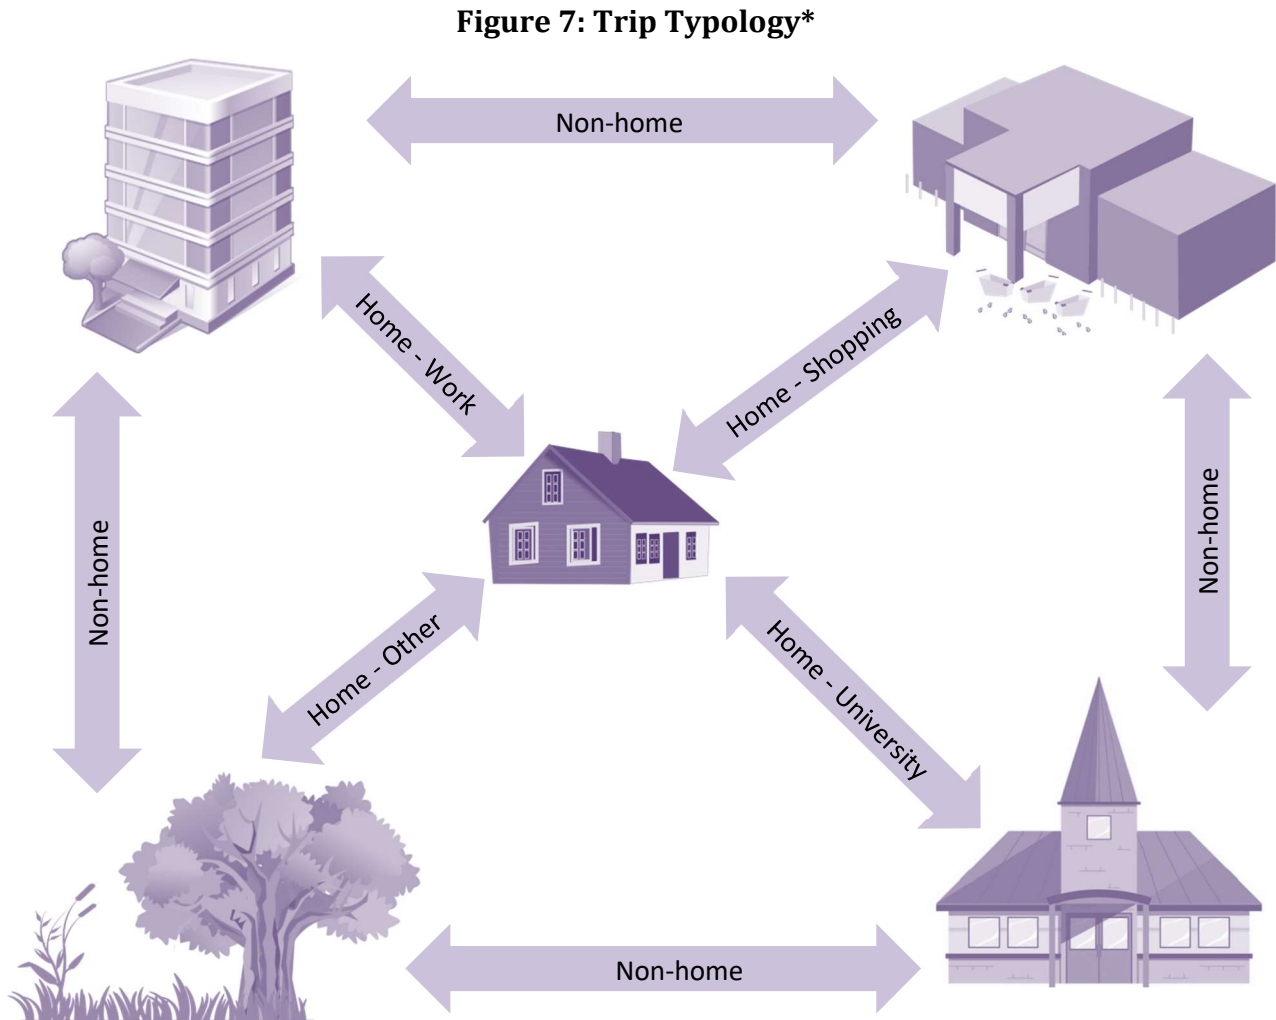 Figure 7: Trip Typology*
Non-home
Home - Work
Home - Shopping
Non-home
Non-home
Home - Other
Home - University
Non-home